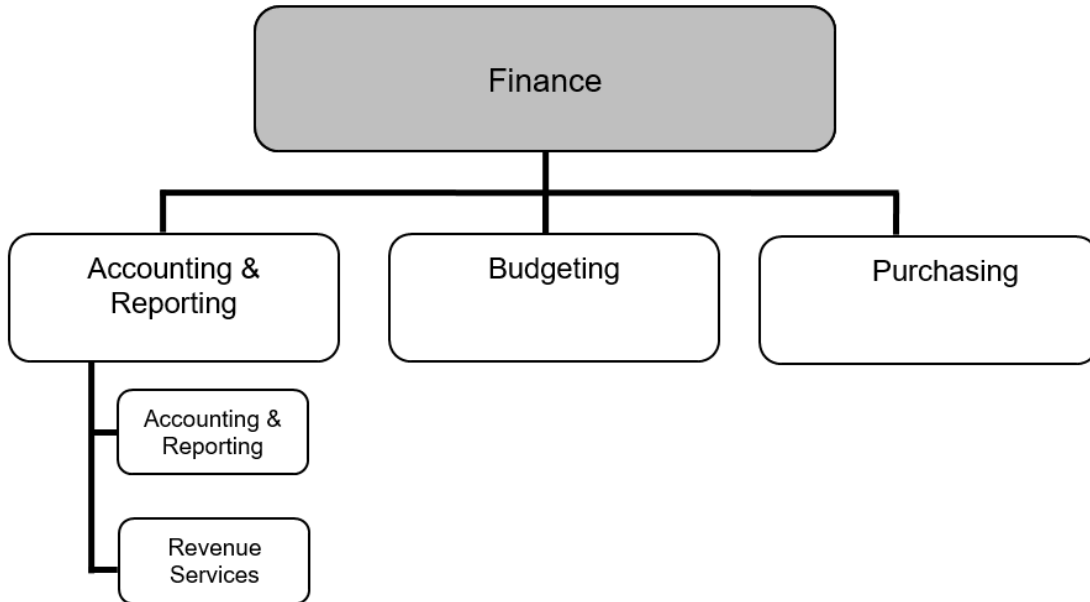 Finance
Accounting &
Reporting
Budgeting
Purchasing
Accounting &
Reporting
Revenue
Services